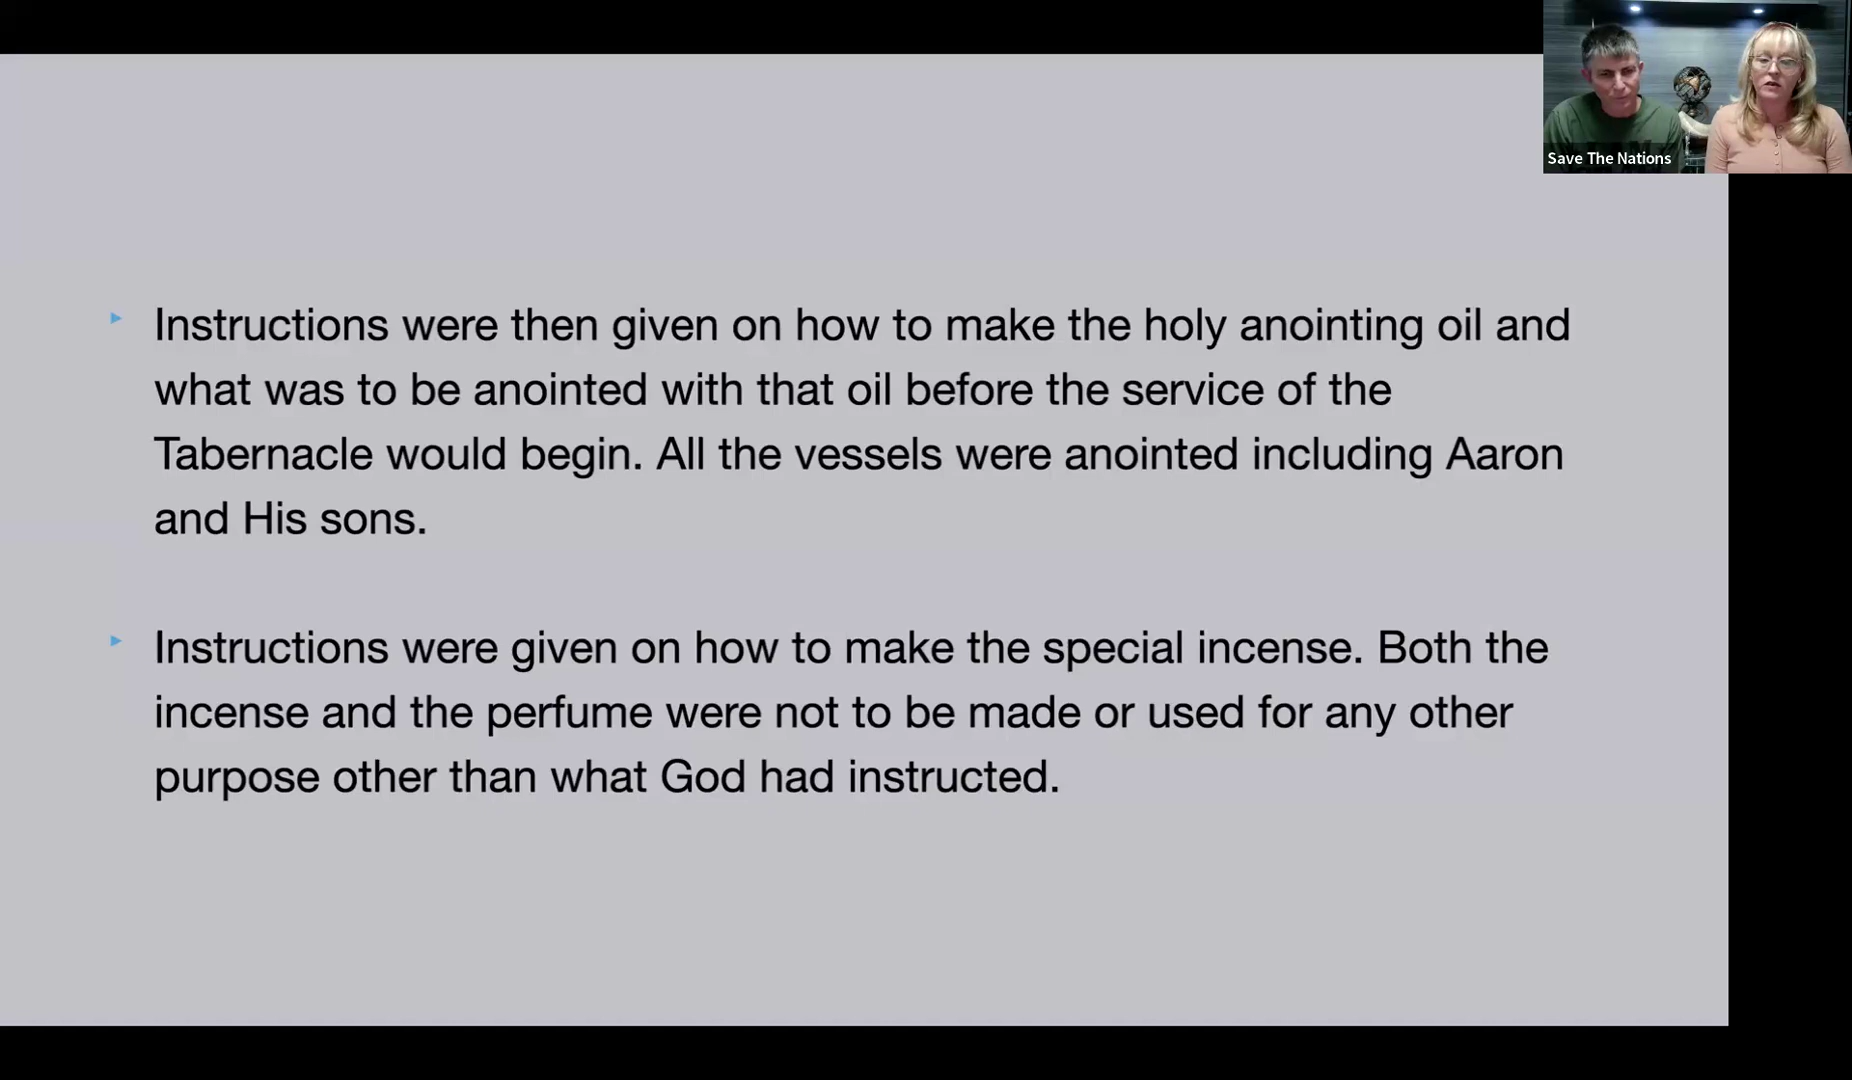 Save The Nations
Instructions were then given on how to make the holy anointing oil and
what was to be anointed with that oil before the service of the
Tabernacle would begin. All the vessels were anointed including Aaron
and His sons.
Instructions were given on how to make the special incense. Both the
incense and the perfume were not to be made or used for any other
purpose other than what God had instructed.